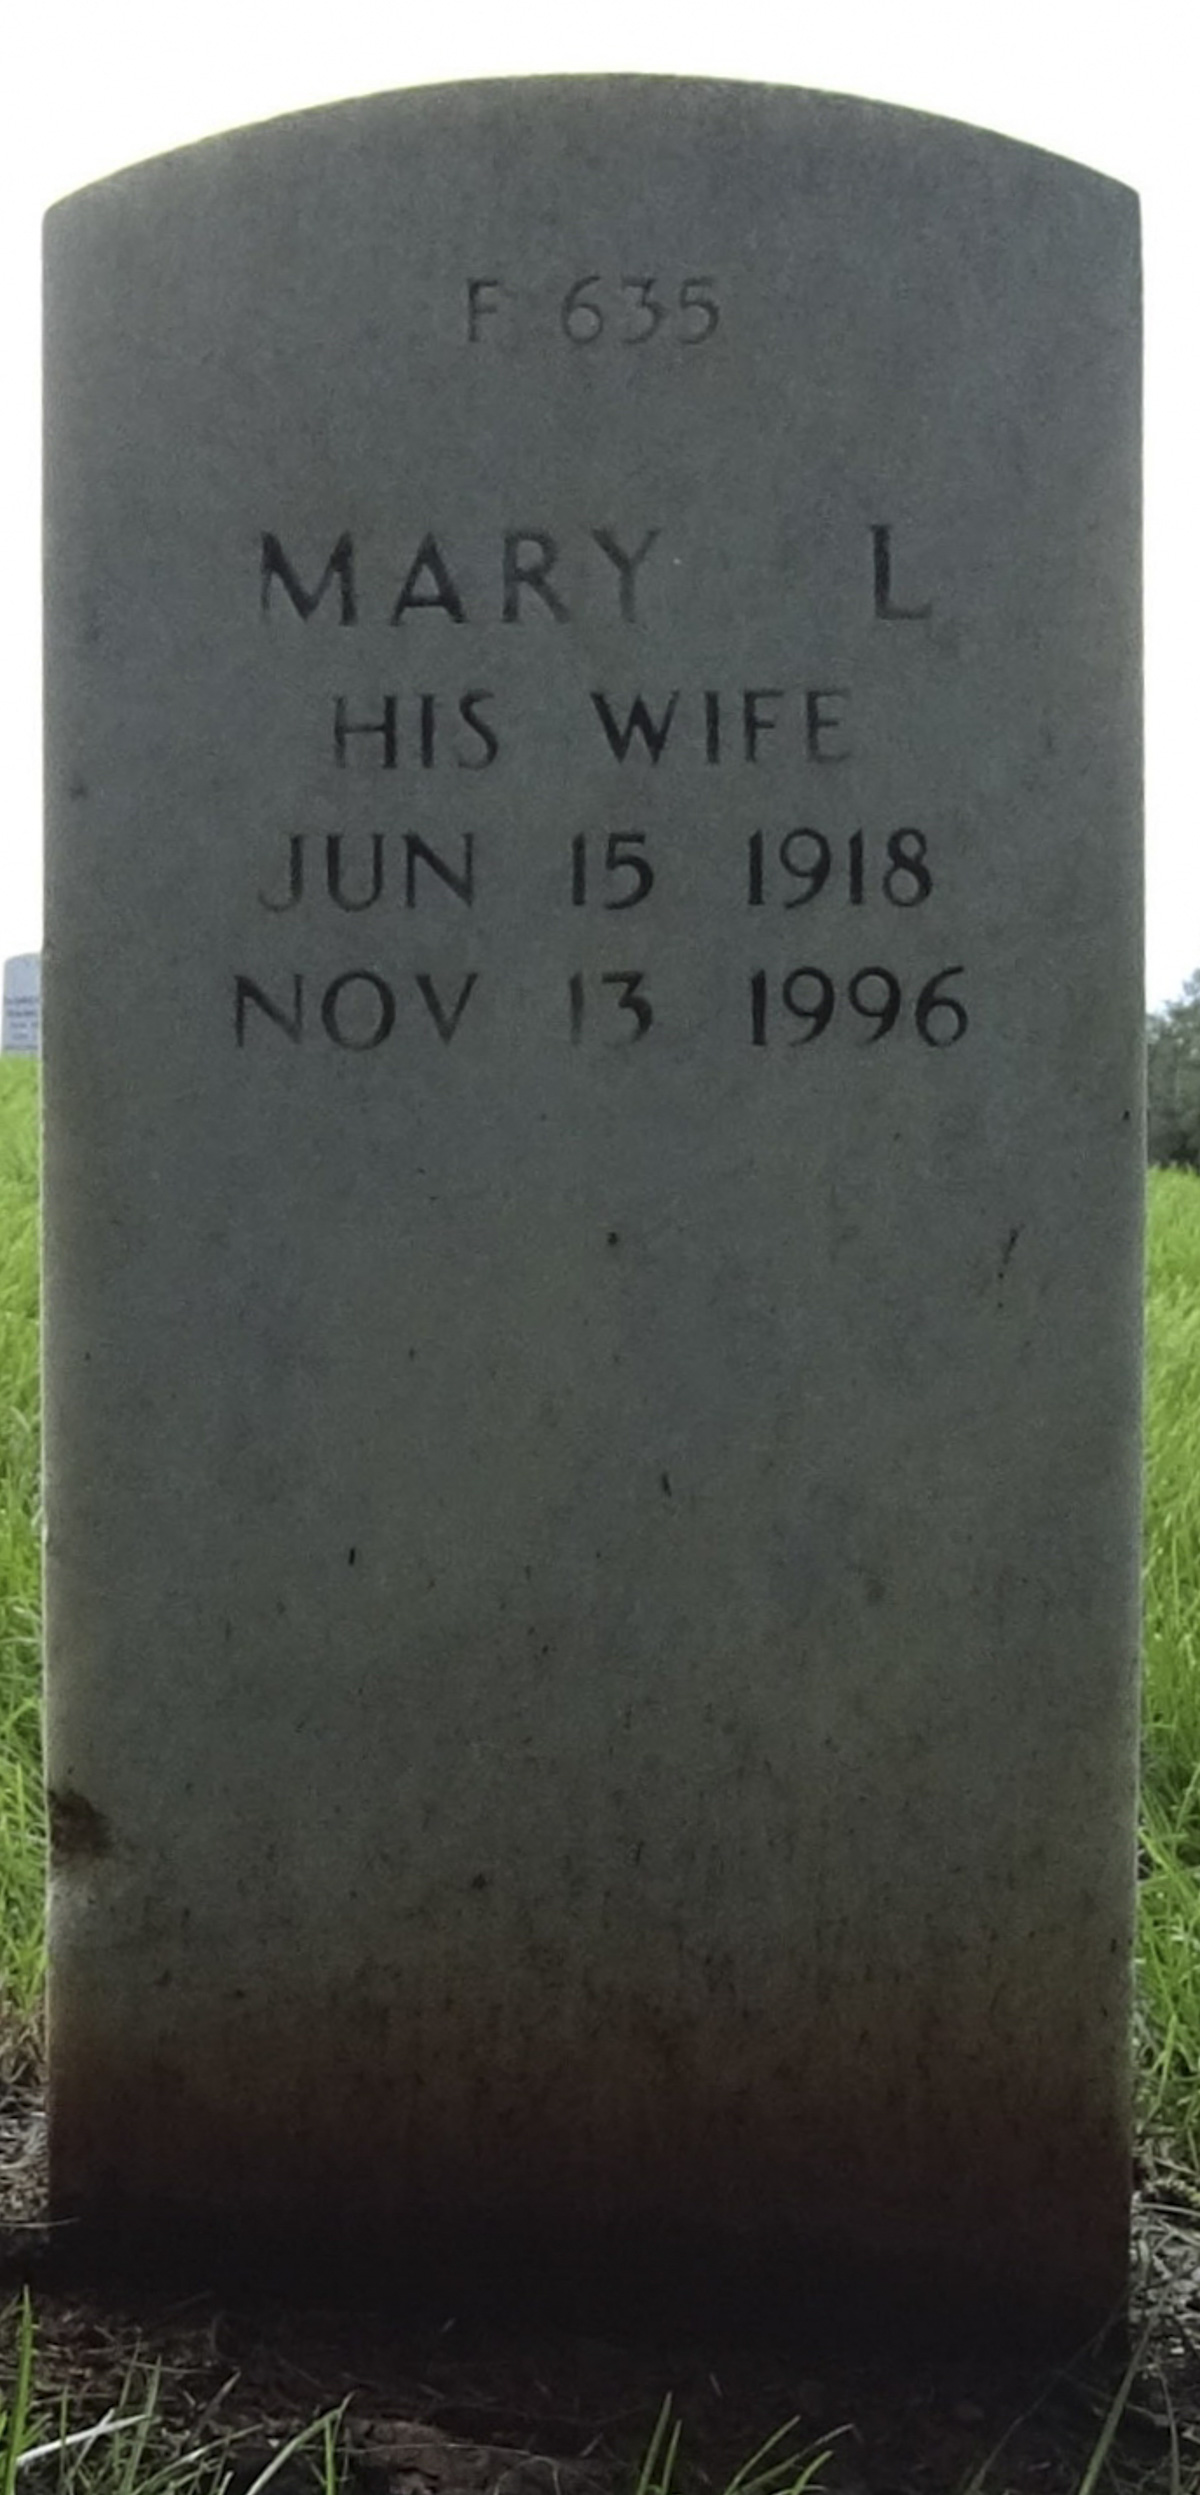 F 635
MARY L
HIS WIFE
JUN 15 1918
NOV 13 1996